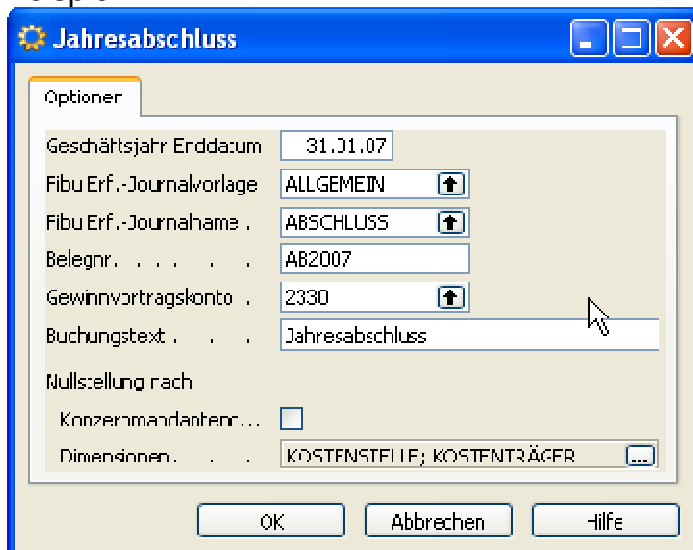 Jahresabschluss
Optionen
Geschäftsjahr Enddatum 31.01.07
Fibu Erf.-Journalvorlage ALLGEMEIN
Fibu Erf.-Journalname . ABSCHLUSS
Belegnr. . . . . . AB2007
Gewinnvortragskonto . 2330
Buchungstext . . . Jahresabschluss
Nullstellung nach
Konzernmandantenc...
Dimensionen. . . KOSTENSTELLE; KOSTENTRÄGER ...
OK Abbrechen Hilfe